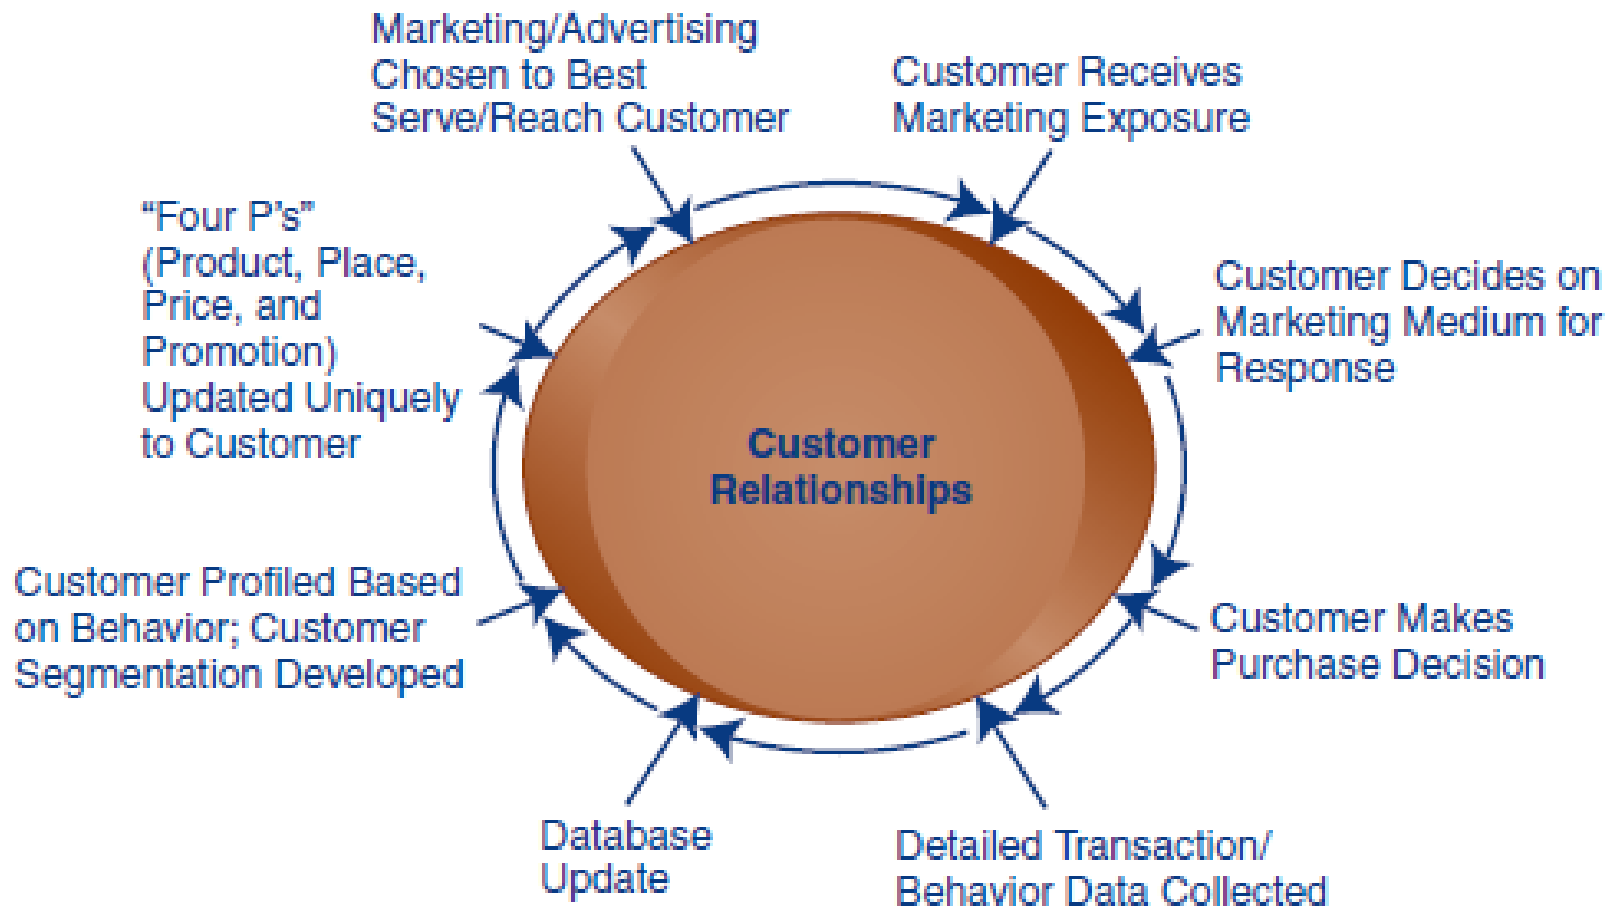 Marketing/Advertising
Chosen to Best
Serve/Reach Customer
Customer Receives
Marketing Exposure
“Four P’s”
(Product, Place,
Price, and
Promotion)
Updated Uniquely
to Customer
Customer Decides on
Marketing Medium for
Response
Customer
Relationships
Customer Profiled Based
on Behavior; Customer
Segmentation Developed
Customer Makes
Purchase Decision
Database
Update
Detailed Transaction/
Behavior Data Collected